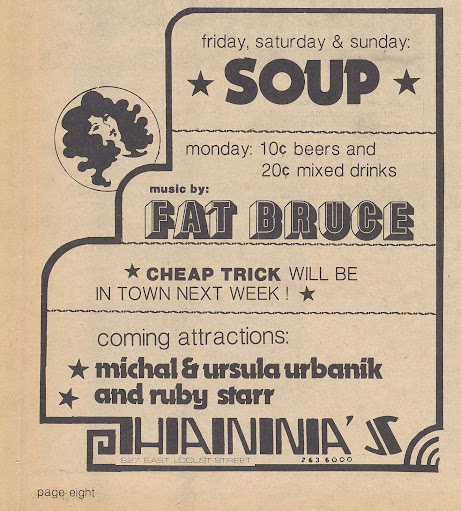 friday, saturday & sunday:
★ SOUP ★
monday: 10¢ beers and
20¢ mixed drinks
music by:
FAT BRUCE
★ CHEAP TRICK WILL BE
IN TOWN NEXT WEEK! ★
coming attractions:
★ michal & ursula urbanik
★ and ruby starr
HANNA'S
827 EAST LOCUST STREET 263 6000
page eight